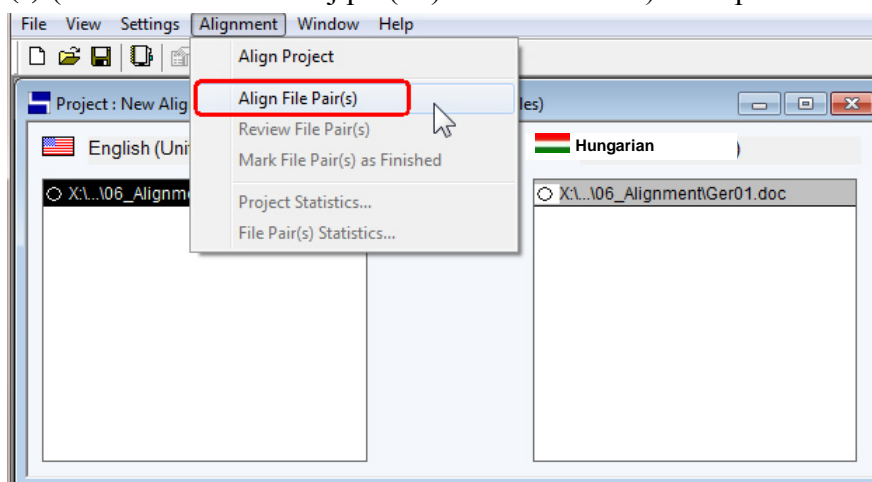 File View Settings Alignment Window Help
Align Project
Project : New Alig
Align File Pair(s)
les)
English (Uni
Review File Pair(s)
Hungarian
)
Mark File Pair(s) as Finished
X:\...\06_Alignme
Project Statistics...
X:\...\06_Alignment\Ger01.doc
File Pair(s) Statistics...